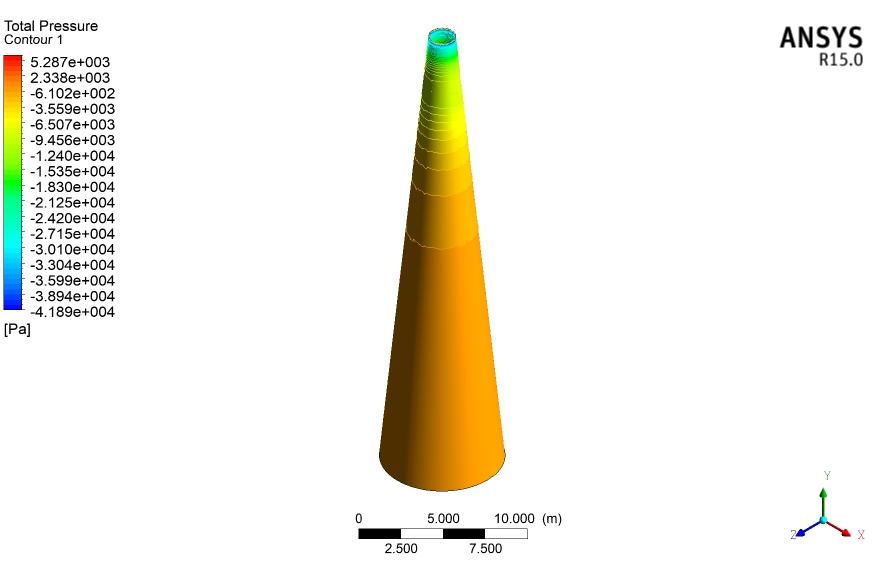 Total Pressure
Contour 1
5.287e+003
2.338e+003
-6.102e+002
-3.559e+003
-6.507e+003
-9.456e+003
-1.240e+004
-1.535e+004
-1.830e+004
-2.125e+004
-2.420e+004
-2.715e+004
-3.010e+004
-3.304e+004
-3.599e+004
-3.894e+004
-4.189e+004
[Pa]
ANSYS
R15.0
0 5.000 10.000 (m)
2.500 7.500
Y
Z X